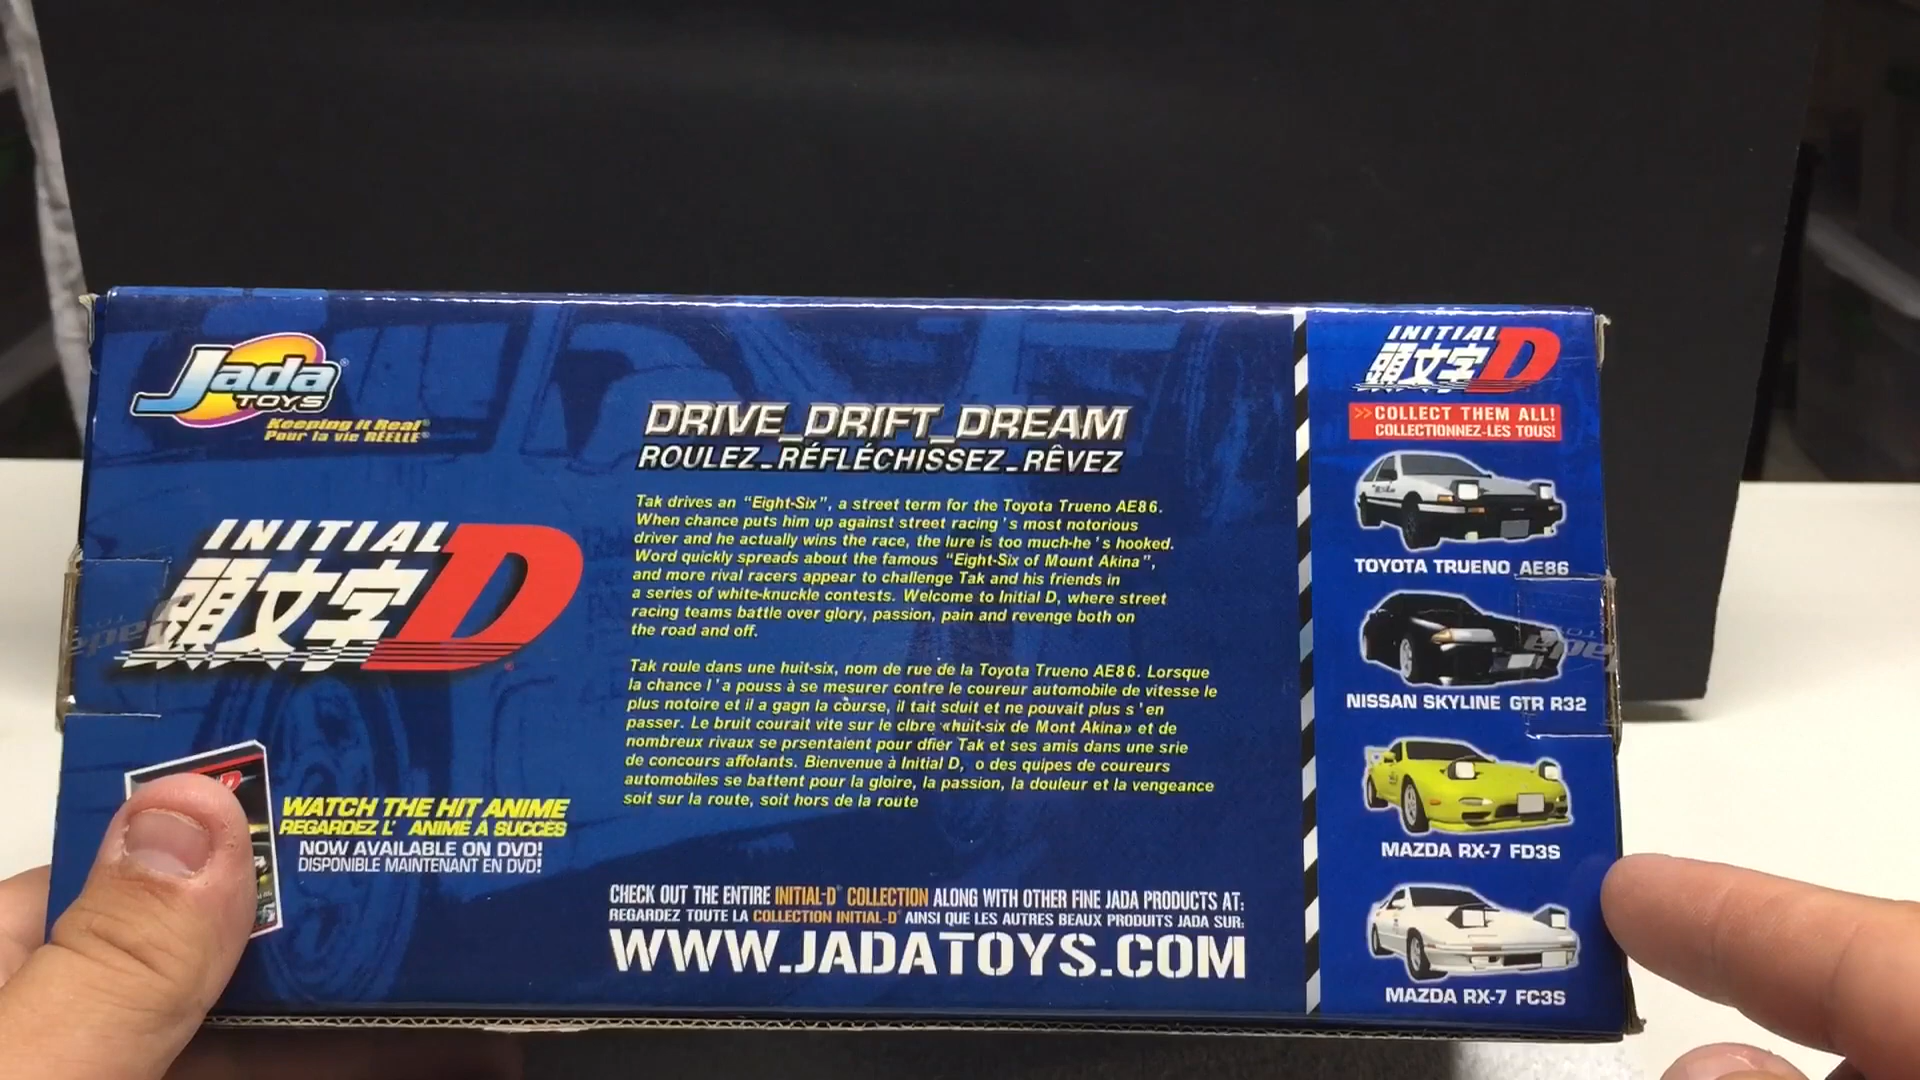 Jada
TOYS
Keeping it Real
Pour la vie RÉELLE
INITIAL
頭文字D
WATCH THE HIT ANIME
REGARDEZ L' ANIME À SUCCÈS
NOW AVAILABLE ON DVD!
DISPONIBLE MAINTENANT EN DVD!
DRIVE_DRIFT_DREAM
ROULEZ_RÉFLÉCHISSEZ_RÊVEZ
Tak drives an “Eight-Six”, a street term for the Toyota Trueno AE86.
When chance puts him up against street racing ' s most notorious
driver and he actually wins the race, the lure is too much-he ' s hooked.
Word quickly spreads about the famous “Eight-Six of Mount Akina”,
and more rival racers appear to challenge Tak and his friends in
a series of white-knuckle contests. Welcome to Initial D, where street
racing teams battle over glory, passion, pain and revenge both on
the road and off.
Tak roule dans une huit-six, nom de rue de la Toyota Trueno AE86. Lorsque
la chance l ' a pouss à se mesurer contre le coureur automobile de vitesse le
plus notoire et il a gagn la course, il tait sduit et ne pouvait plus s ' en
passer. Le bruit courait vite sur le clbre «huit-six de Mont Akina» et de
nombreux rivaux se prsentaient pour dfier Tak et ses amis dans une srie
de concours affolants. Bienvenue à Initial D, o des quipes de coureurs
automobiles se battent pour la gloire, la passion, la douleur et la vengeance
soit sur la route, soit hors de la route
CHECK OUT THE ENTIRE INITIAL-D® COLLECTION ALONG WITH OTHER FINE JADA PRODUCTS AT:
REGARDEZ TOUTE LA COLLECTION INITIAL-D® AINSI QUE LES AUTRES BEAUX PRODUITS JADA SUR:
WWW.JADATOYS.COM
INITIAL
頭文字D
>>COLLECT THEM ALL!
COLLECTIONNEZ-LES TOUS!
TOYOTA TRUENO AE86
NISSAN SKYLINE GTR R32
MAZDA RX-7 FD3S
MAZDA RX-7 FC3S